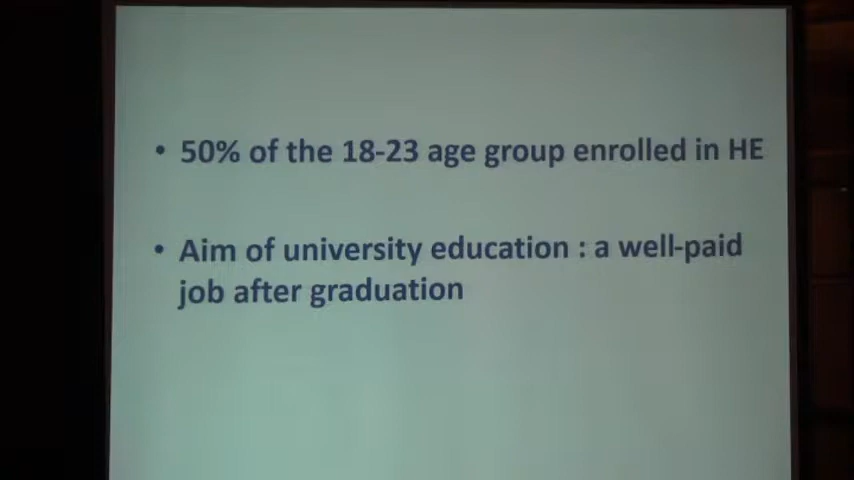 • 50% of the 18-23 age group enrolled in HE
• Aim of university education : a well-paid
job after graduation